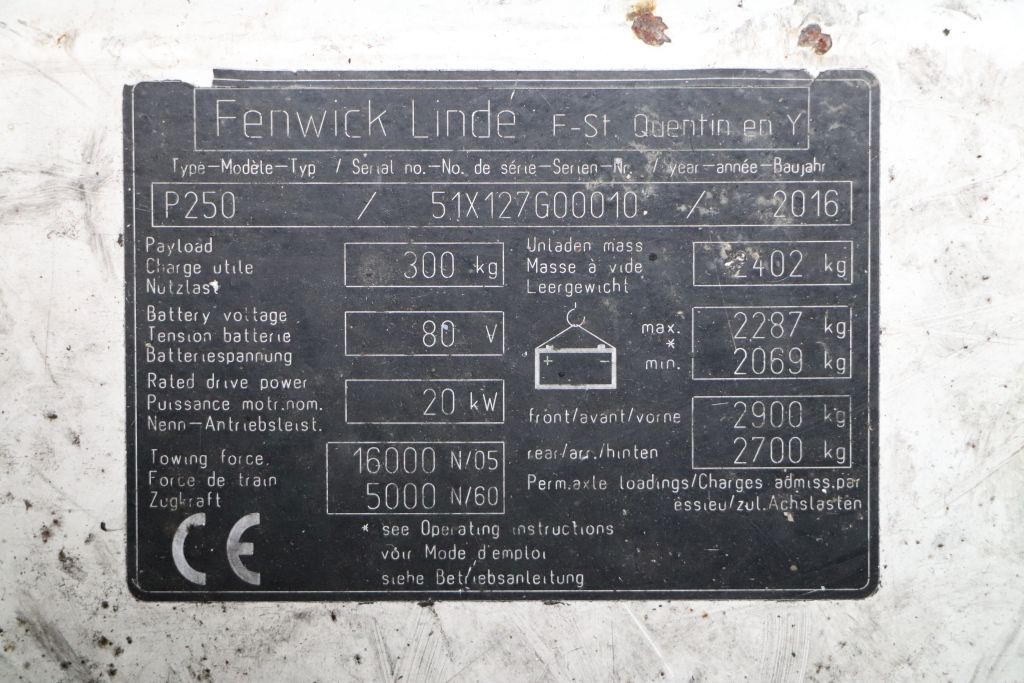 Fenwick Linde F-St. Quentin en Y
Type-Modèle-Typ / Serial no.-No. de série-Serien-Nr. / year-année-Baujahr
P250 / 51X127G00010 / 2016
Payload
Charge utile
Nutzlast
300 kg
Unladen mass
Masse à vide
Leergewicht
2402 kg
Battery voltage
Tension batterie
Batteriespannung
80 V
+ -
max. 2287 kg
*
min. 2069 kg
Rated drive power
Puissance motr.nom.
Nenn-Antriebsleist.
20 kW
front/avant/vorne 2900 kg
rear/arr./hinten 2700 kg
Perm.axle loadings/Charges admiss.par
essieu/zul.Achslasten
Towing force.
Force de train
Zugkraft
16000 N/05
5000 N/60
CE
* see Operating instructions
voir Mode d'emploi
siehe Betriebsanleitung